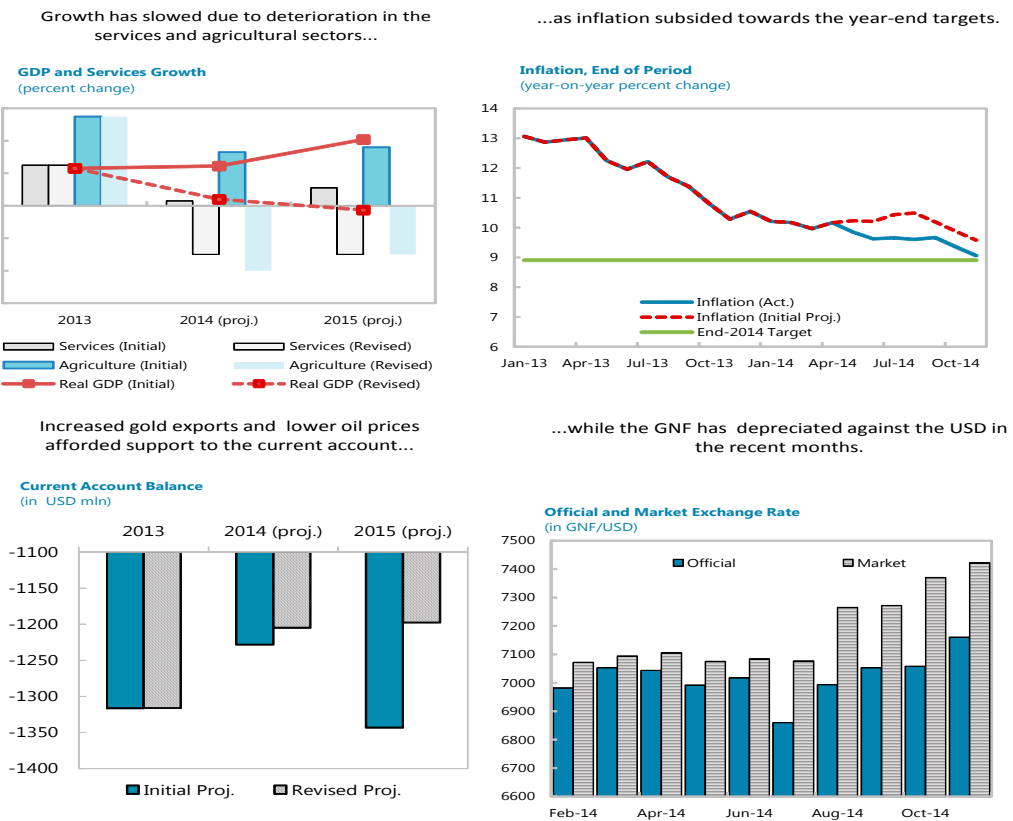 Growth has slowed due to deterioration in the
services and agricultural sectors...
GDP and Services Growth
(percent change)
2013
2014 (proj.)
2015 (proj.)
Services (Initial)
Services (Revised)
Agriculture (Initial)
Agriculture (Revised)
Real GDP (Initial)
Real GDP (Revised)
...as inflation subsided towards the year-end targets.
Inflation, End of Period
(year-on-year percent change)
14
13
12
11
10
9
8
7
6
Inflation (Act.)
Inflation (Initial Proj.)
End-2014 Target
Jan-13
Apr-13
Jul-13
Oct-13
Jan-14
Apr-14
Jul-14
Oct-14
Increased gold exports and lower oil prices
afforded support to the current account...
Current Account Balance
(in USD mln)
2013
2014 (proj.)
2015 (proj.)
-1100
-1150
-1200
-1250
-1300
-1350
-1400
Initial Proj.
Revised Proj.
...while the GNF has depreciated against the USD in
the recent months.
Official and Market Exchange Rate
(in GNF/USD)
7500
7400
7300
7200
7100
7000
6900
6800
6700
6600
Official
Market
Feb-14
Apr-14
Jun-14
Aug-14
Oct-14